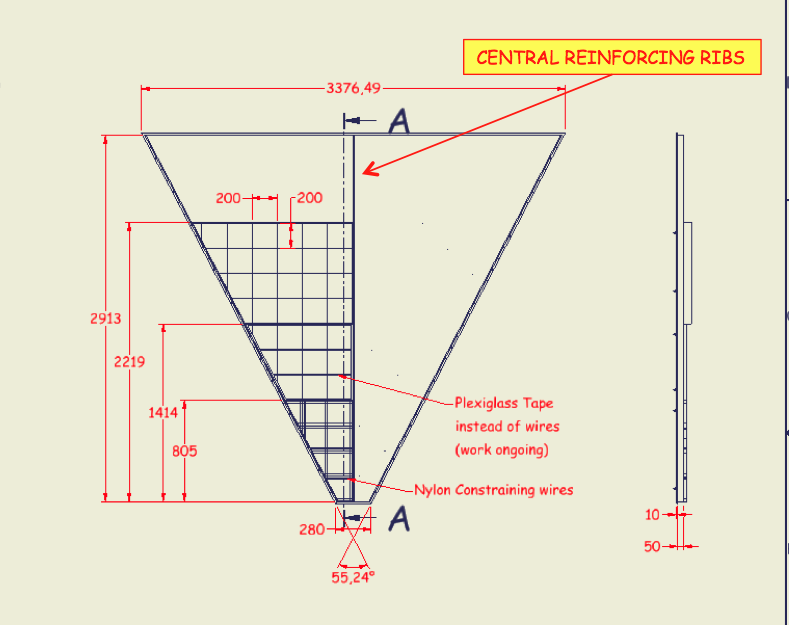 CENTRAL REINFORCING RIBS
3376,49
A
200
200
2913
2219
1414
805
Plexiglass Tape
instead of wires
(work ongoing)
Nylon Constraining wires
A
280
10
50
55,24°